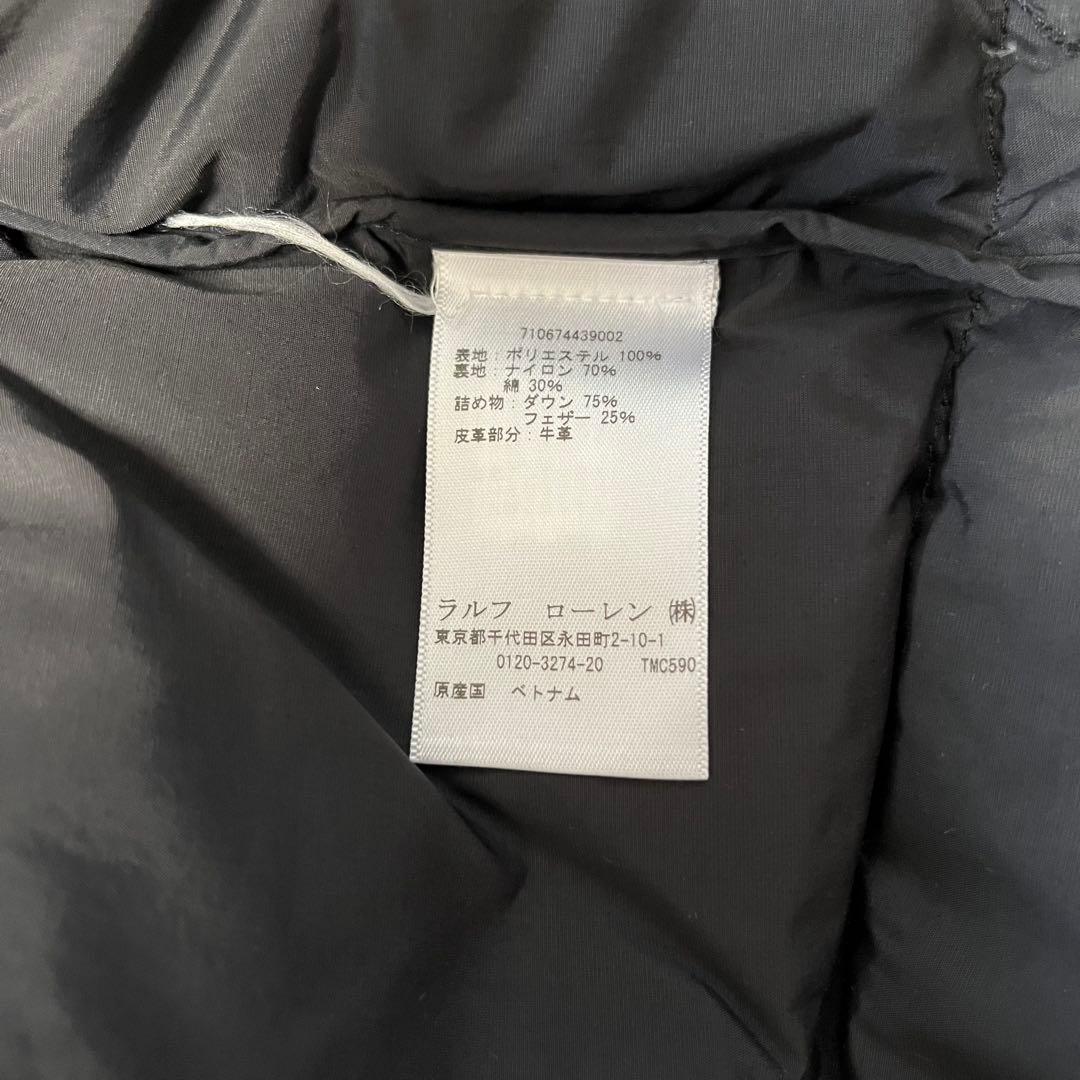 710674439002
表地:ポリエステル 100%
裏地:ナイロン 70%
綿 30%
詰め物:ダウン 75%
フェザー 25%
皮革部分:牛革
ラルフ ローレン ㈱
東京都千代田区永田町2-10-1
0120-3274-20 TMC590
原産国 ベトナム